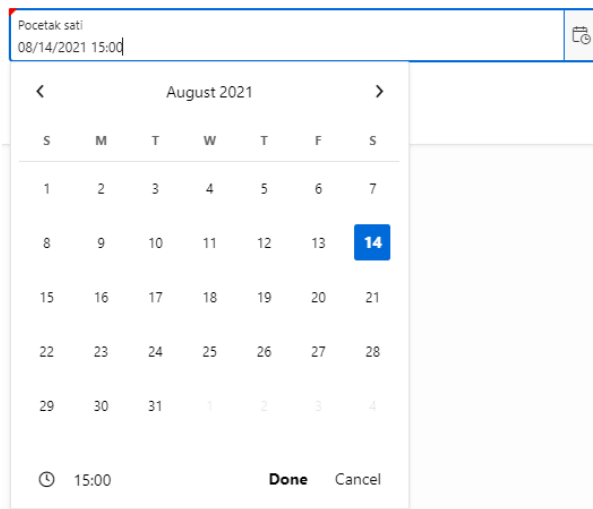 Pocetak sati
08/14/2021 15:00
August 2021
S M T W T F S
1 2 3 4 5 6 7
8 9 10 11 12 13 14
15 16 17 18 19 20 21
22 23 24 25 26 27 28
29 30 31 1 2 3 4
15:00 Done Cancel